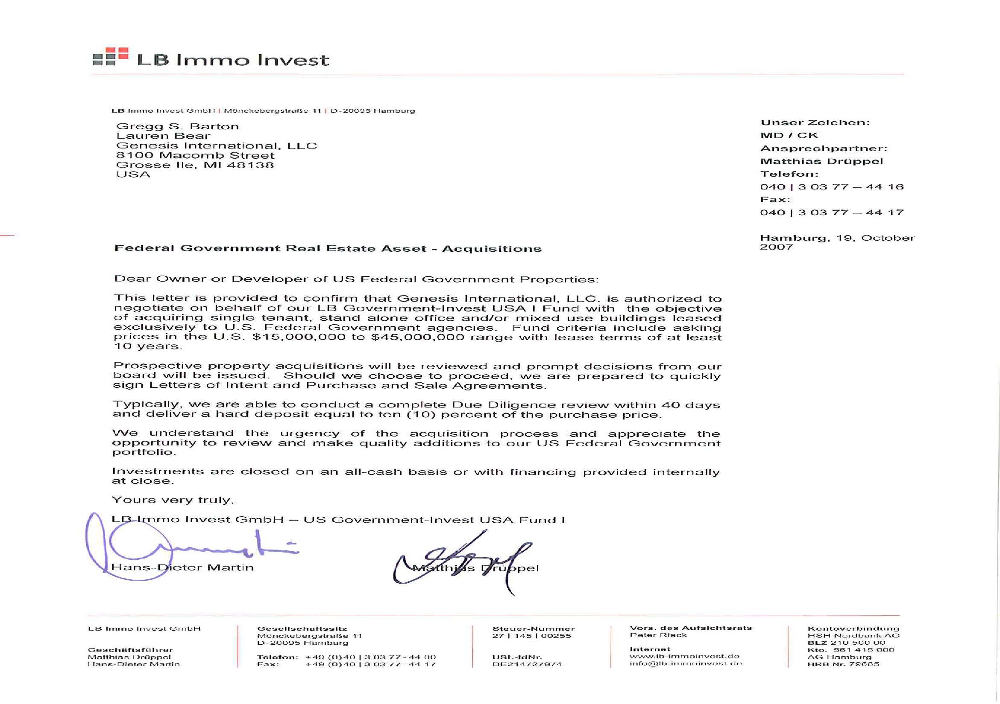 LB Immo Invest
LB Immo Invest GmbH | Mönckebergstraße 11 | D-20095 Hamburg
Gregg S. Barton
Lauren Bear
Genesis International, LLC
8100 Macomb Street
Grosse Ile, MI 48138
USA
Unser Zeichen:
MD / CK
Ansprechpartner:
Matthias Drüppel
Telefon:
040 | 3 03 77 – 44 16
Fax:
040 | 3 03 77 – 44 17
Hamburg, 19, October
2007
Federal Government Real Estate Asset - Acquisitions
Dear Owner or Developer of US Federal Government Properties:
This letter is provided to confirm that Genesis International, LLC. is authorized to
negotiate on behalf of our LB Government-Invest USA I Fund with the objective
of acquiring single tenant, stand alone office and/or mixed use buildings leased
exclusively to U.S. Federal Government agencies. Fund criteria include asking
prices in the U.S. $15,000,000 to $45,000,000 range with lease terms of at least
10 years.
Prospective property acquisitions will be reviewed and prompt decisions from our
board will be issued. Should we choose to proceed, we are prepared to quickly
sign Letters of Intent and Purchase and Sale Agreements.
Typically, we are able to conduct a complete Due Diligence review within 40 days
and deliver a hard deposit equal to ten (10) percent of the purchase price.
We understand the urgency of the acquisition process and appreciate the
opportunity to review and make quality additions to our US Federal Government
portfolio.
Investments are closed on an all-cash basis or with financing provided internally
at close.
Yours very truly,
LB Immo Invest GmbH – US Government-Invest USA Fund I
Hans-Dieter Martin
Matthias Drüppel
LB Immo Invest GmbH
Geschäftsführer
Matthias Drüppel
Hans-Dieter Martin
Gesellschaftssitz
Mönckebergstraße 11
D-20095 Hamburg
Telefon: +49 (0)40 | 3 03 77 - 44 00
Fax: +49 (0)40 | 3 03 77 - 44 17
Steuer-Nummer
27 | 145 | 00255
USt.-IdNr.
DE214727974
Vors. des Aufsichtsrats
Peter Rieck
Internet
www.lb-immoinvest.de
info@lb-immoinvest.de
Kontoverbindung
HSH Nordbank AG
BLZ 210 500 00
Kto. 561 415 000
AG Hamburg
HRB Nr. 79685